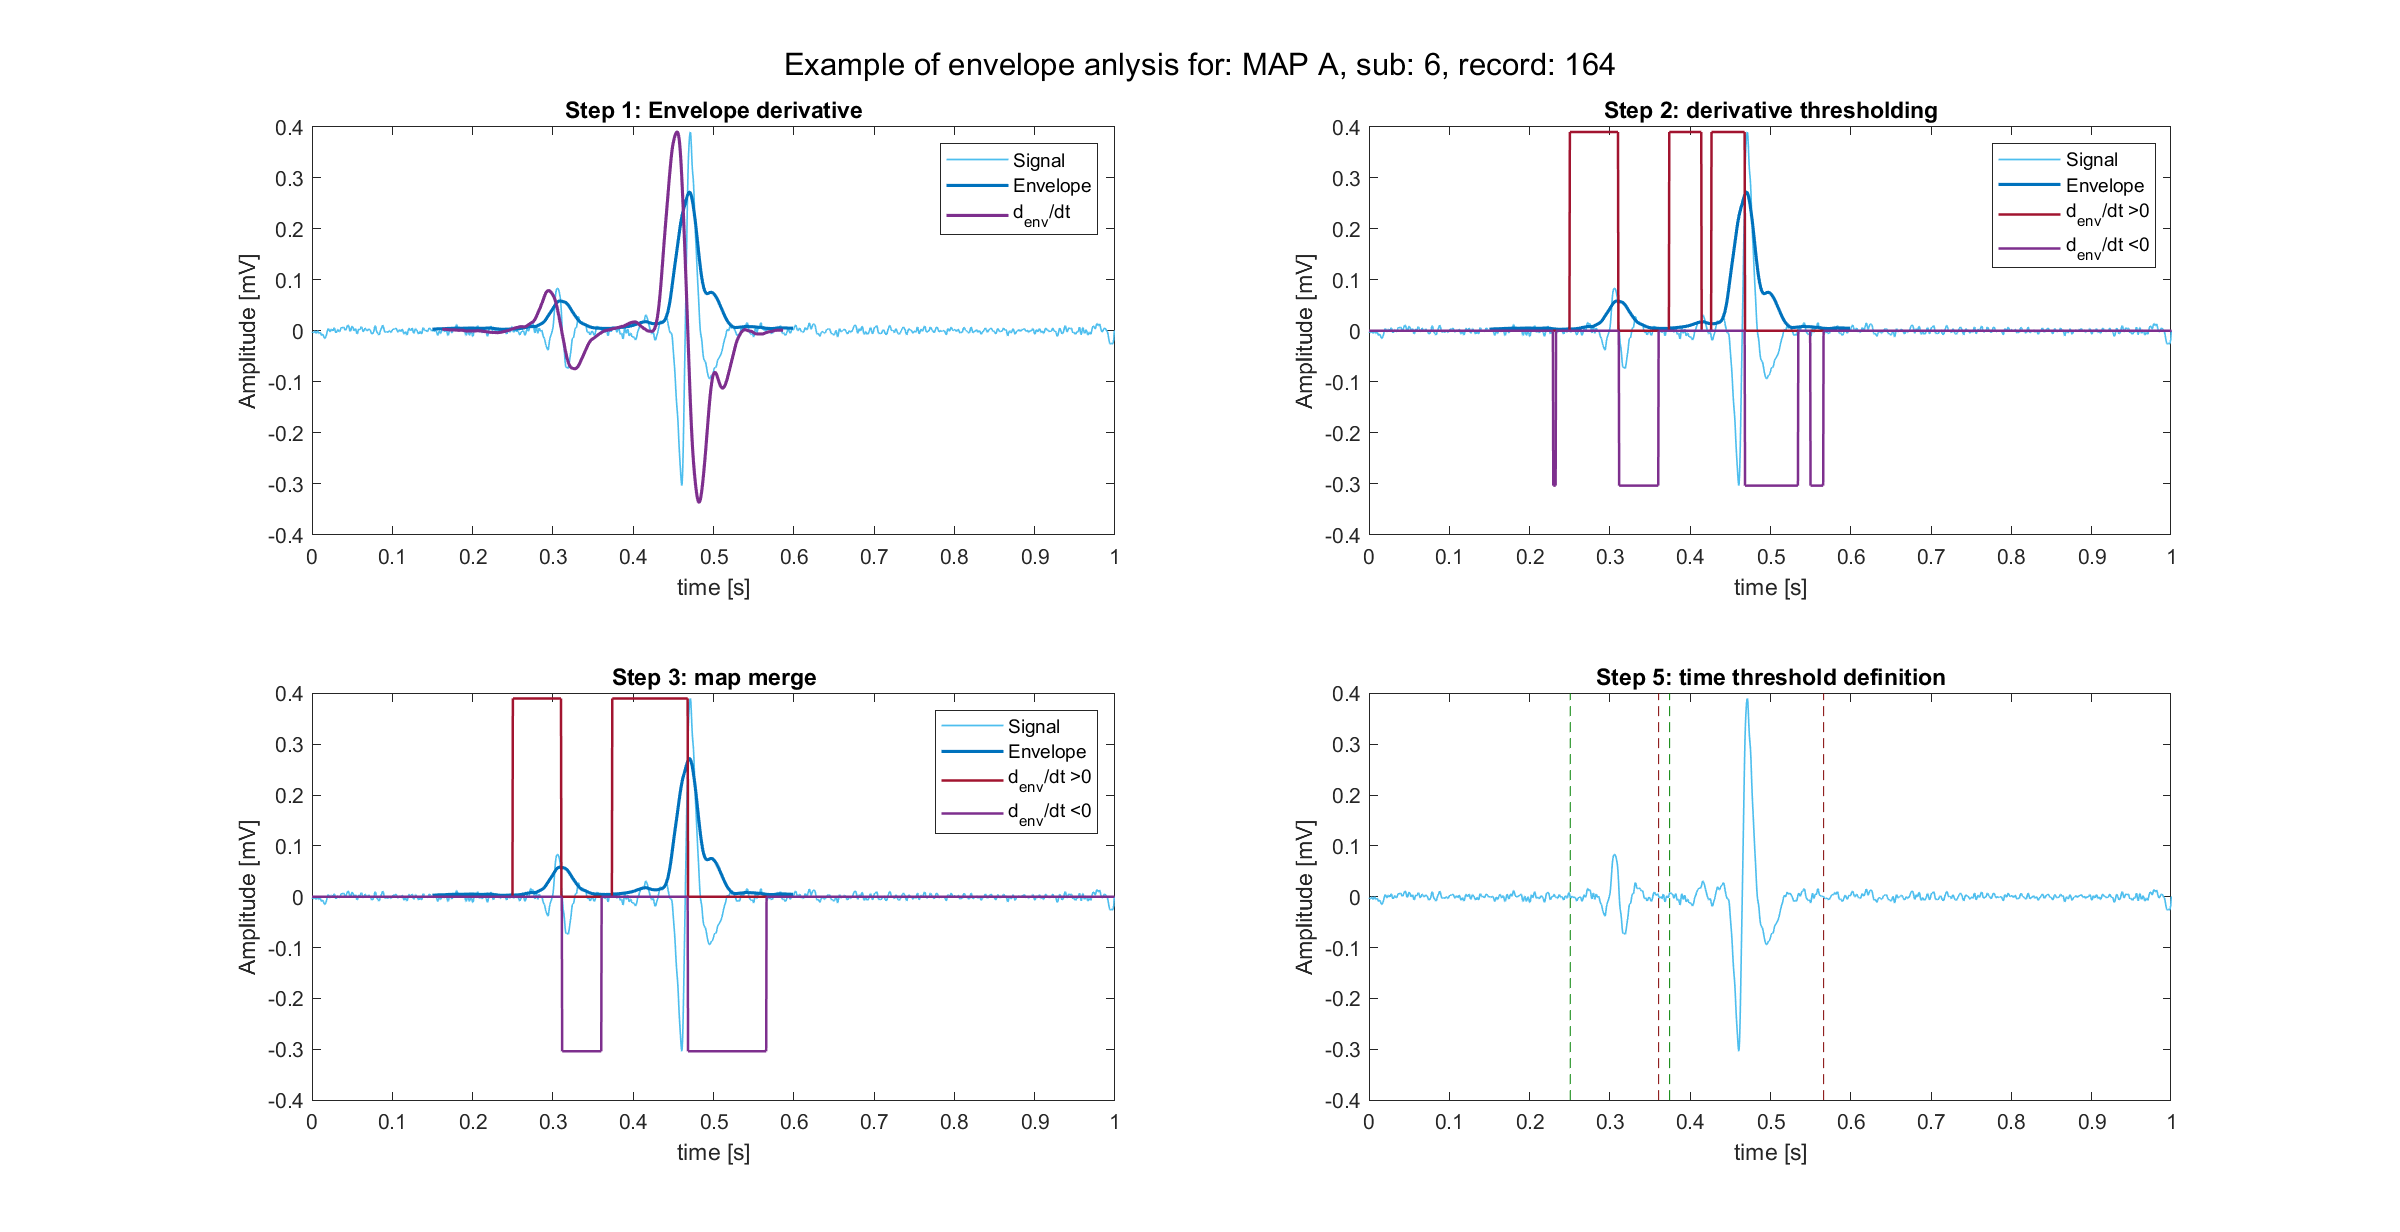 Example of envelope anlysis for: MAP A, sub: 6, record: 164
Step 1: Envelope derivative
0.4
0.3
0.2
0.1
0
-0.1
-0.2
-0.3
-0.4
Amplitude [mV]
0 0.1 0.2 0.3 0.4 0.5 0.6 0.7 0.8 0.9 1
time [s]
Signal
Envelope
d_env/dt
Step 2: derivative thresholding
0.4
0.3
0.2
0.1
0
-0.1
-0.2
-0.3
-0.4
Amplitude [mV]
0 0.1 0.2 0.3 0.4 0.5 0.6 0.7 0.8 0.9 1
time [s]
Signal
Envelope
d_env/dt >0
d_env/dt <0
Step 3: map merge
0.4
0.3
0.2
0.1
0
-0.1
-0.2
-0.3
-0.4
Amplitude [mV]
0 0.1 0.2 0.3 0.4 0.5 0.6 0.7 0.8 0.9 1
time [s]
Signal
Envelope
d_env/dt >0
d_env/dt <0
Step 5: time threshold definition
0.4
0.3
0.2
0.1
0
-0.1
-0.2
-0.3
-0.4
Amplitude [mV]
0 0.1 0.2 0.3 0.4 0.5 0.6 0.7 0.8 0.9 1
time [s]